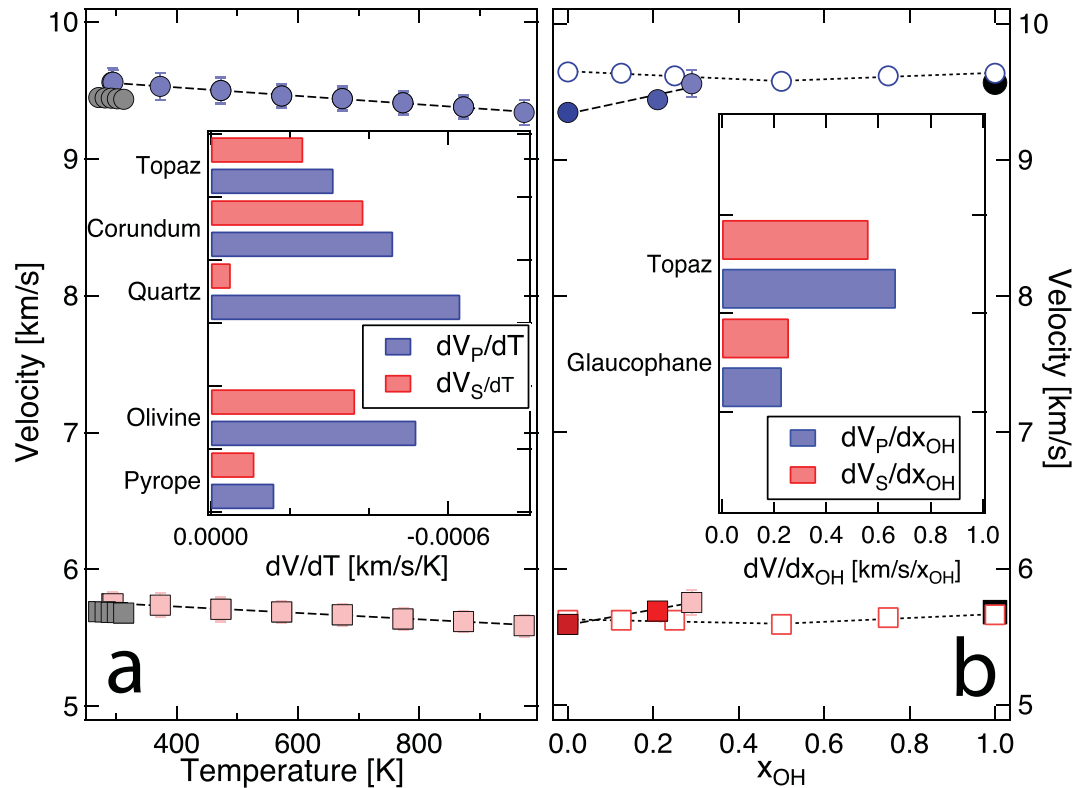 10
9
8
7
6
5
Velocity [km/s]
400
600
800
Temperature [K]
a
Topaz
Corundum
Quartz
Olivine
Pyrope
dV_P/dT
dV_S/dT
0.0000
-0.0006
dV/dT [km/s/K]
10
9
8
7
6
5
Velocity [km/s]
0.0
0.2
0.4
0.6
0.8
1.0
x_OH
b
Topaz
Glaucophane
dV_P/dx_OH
dV_S/dx_OH
0.0 0.2 0.4 0.6 0.8 1.0
dV/dx_OH [km/s/x_OH]